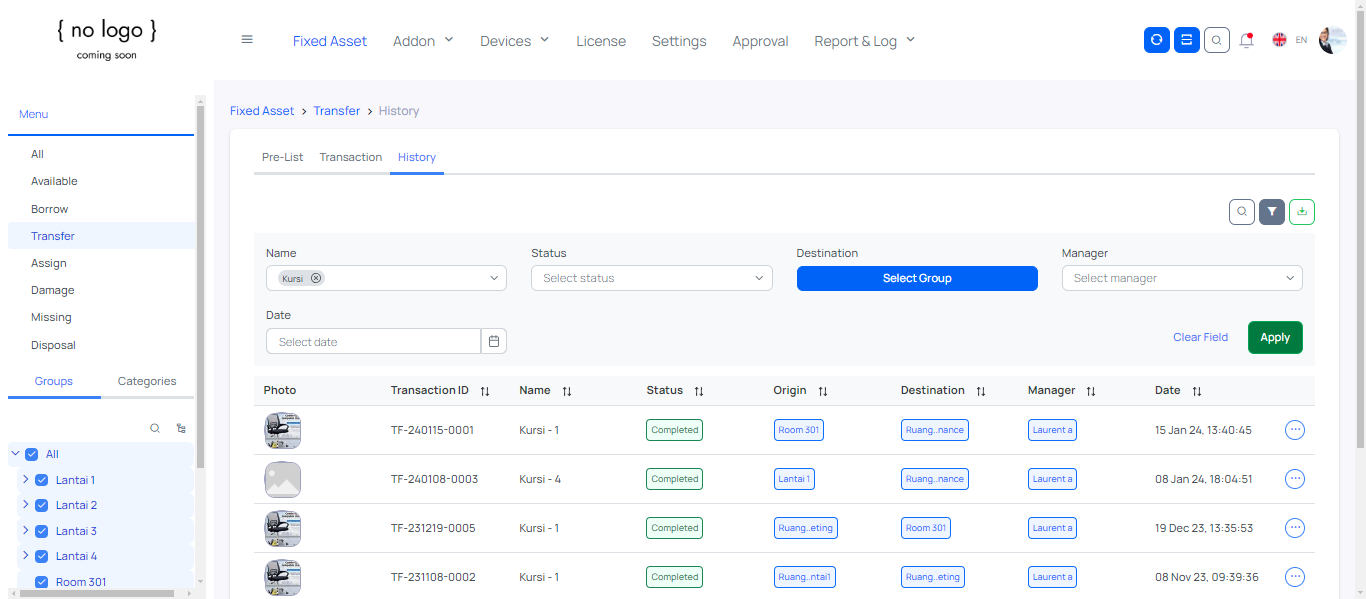 { no logo }
coming soon
Fixed Asset Addon Devices License Settings Approval Report & Log EN
Menu
All
Available
Borrow
Transfer
Assign
Damage
Missing
Disposal
Groups Categories
All
Lantai 1
Lantai 2
Lantai 3
Lantai 4
Room 301
Fixed Asset > Transfer > History
Pre-List Transaction History
Name Status Destination Manager
Kursi Select status Select Group Select manager
Date
Select date Clear Field Apply
Photo Transaction ID Name Status Origin Destination Manager Date
TF-240115-0001 Kursi - 1 Completed Room 301 Ruang..nance Laurent a 15 Jan 24, 13:40:45
TF-240108-0003 Kursi - 4 Completed Lantai 1 Ruang..nance Laurent a 08 Jan 24, 18:04:51
TF-231219-0005 Kursi - 1 Completed Ruang..eting Room 301 Laurent a 19 Dec 23, 13:35:53
TF-231108-0002 Kursi - 1 Completed Ruang..ntai1 Ruang..eting Laurent a 08 Nov 23, 09:39:36